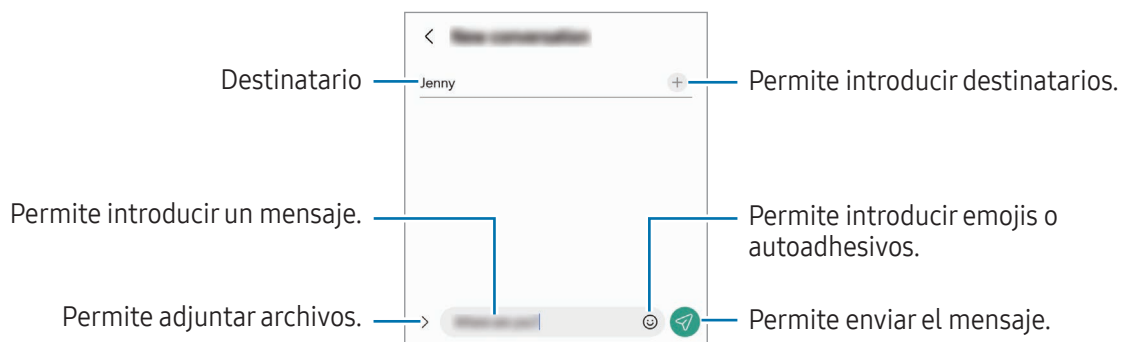 Destinatario
Jenny
Permite introducir destinatarios.
Permite introducir un mensaje.
Permite introducir emojis o
autoadhesivos.
Permite adjuntar archivos.
Permite enviar el mensaje.